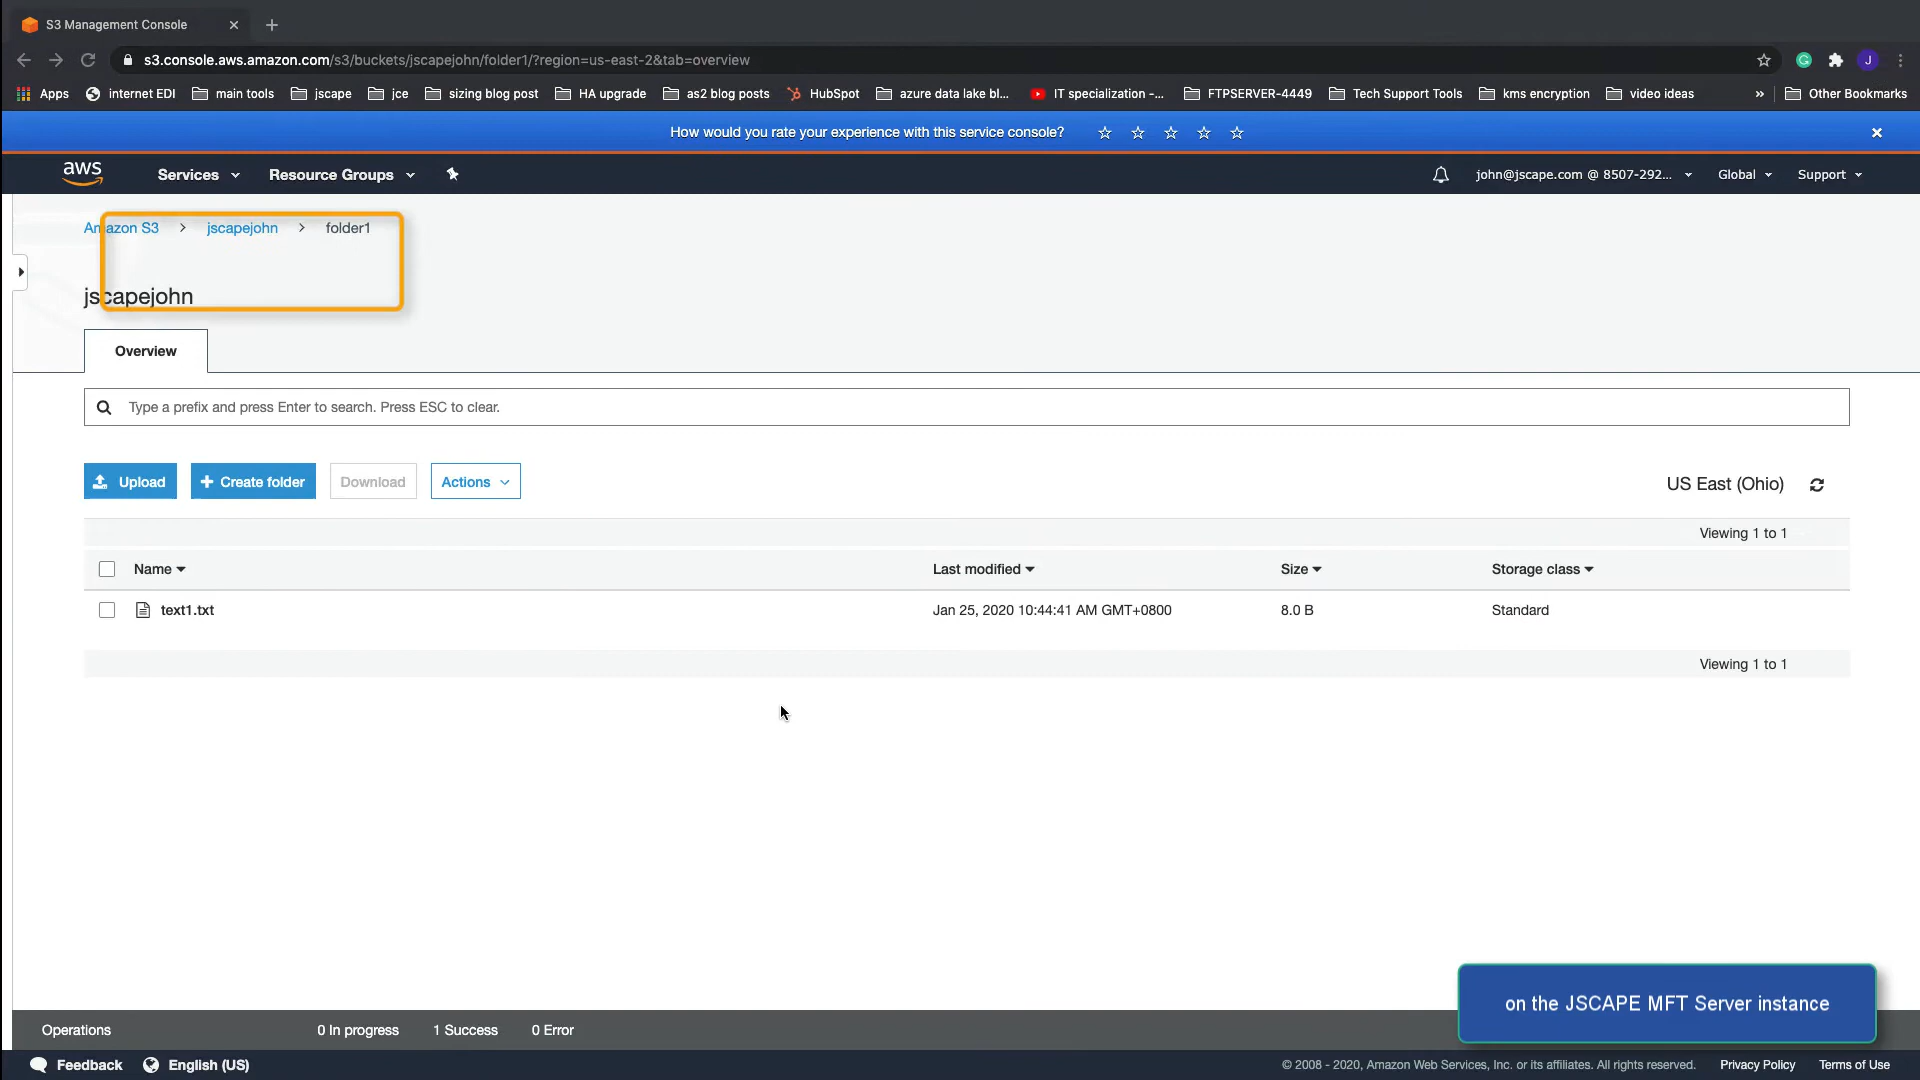 S3 Management Console
s3.console.aws.amazon.com/s3/buckets/jscapejohn/folder1/?region=us-east-2&tab=overview
J
Apps internet EDI main tools jscape jce sizing blog post HA upgrade as2 blog posts HubSpot azure data lake bl... IT specialization -... FTPSERVER-4449 Tech Support Tools kms encryption video ideas » Other Bookmarks
How would you rate your experience with this service console?
aws Services Resource Groups john@jscape.com @ 8507-292... Global Support
Amazon S3 > jscapejohn > folder1
jscapejohn
Overview
Type a prefix and press Enter to search. Press ESC to clear.
Upload + Create folder Download Actions US East (Ohio)
Viewing 1 to 1
Name Last modified Size Storage class
text1.txt Jan 25, 2020 10:44:41 AM GMT+0800 8.0 B Standard
Viewing 1 to 1
on the JSCAPE MFT Server instance
Operations 0 In progress 1 Success 0 Error
Feedback English (US) © 2008 - 2020, Amazon Web Services, Inc. or its affiliates. All rights reserved. Privacy Policy Terms of Use